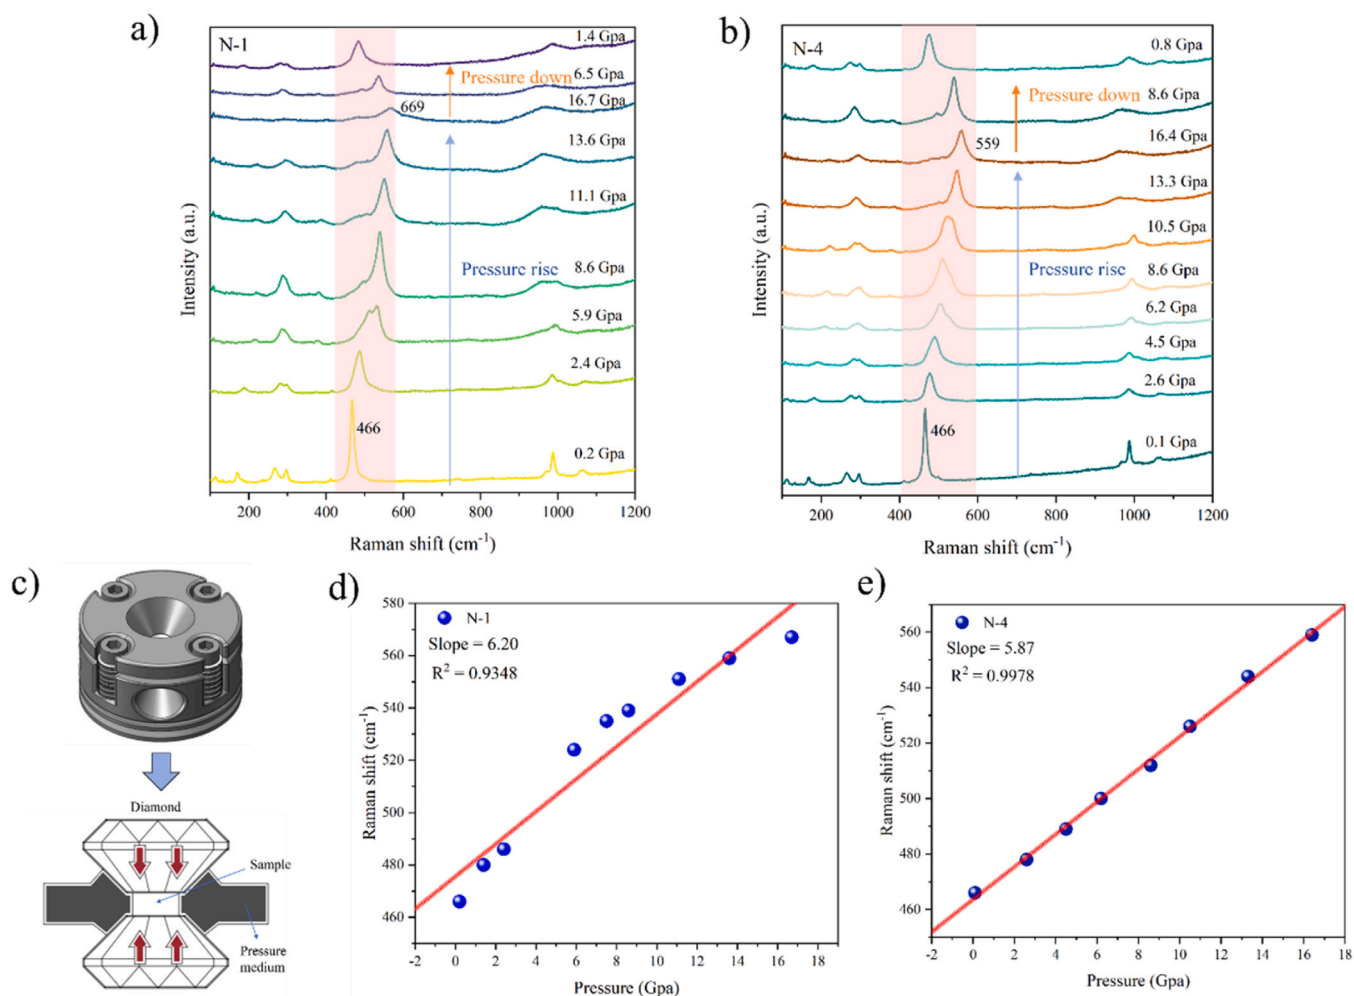 a)
N-1
1.4 Gpa
6.5 Gpa
Pressure down
16.7 Gpa
669
13.6 Gpa
11.1 Gpa
8.6 Gpa
Pressure rise
5.9 Gpa
2.4 Gpa
466
0.2 Gpa
200 400 600 800 1000 1200
Raman shift (cm⁻¹)
Intensity (a.u.)
b)
N-4
0.8 Gpa
Pressure down
8.6 Gpa
559
16.4 Gpa
13.3 Gpa
10.5 Gpa
Pressure rise
8.6 Gpa
6.2 Gpa
4.5 Gpa
2.6 Gpa
466
0.1 Gpa
200 400 600 800 1000 1200
Raman shift (cm⁻¹)
Intensity (a.u.)
c)
Diamond
Sample
Pressure
medium
d)
N-1
Slope = 6.20
R² = 0.9348
580
560
540
520
500
480
460
-2 0 2 4 6 8 10 12 14 16 18
Pressure (Gpa)
Raman shift (cm⁻¹)
e)
N-4
Slope = 5.87
R² = 0.9978
560
540
520
500
480
460
-2 0 2 4 6 8 10 12 14 16 18
Pressure (Gpa)
Raman shift (cm⁻¹)